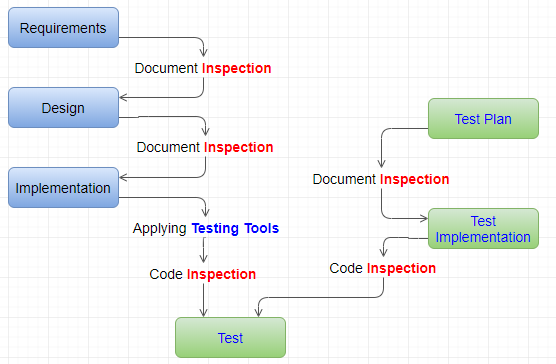 Requirements
Document Inspection
Design
Document Inspection
Implementation
Applying Testing Tools
Code Inspection
Test Plan
Document Inspection
Test
Implementation
Code Inspection
Test